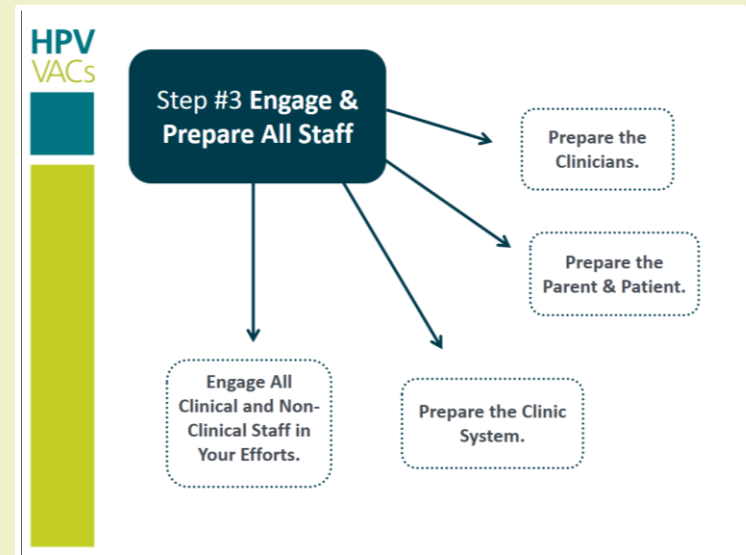 HPV
VACs
Step #3 Engage &
Prepare All Staff
Prepare the
Clinicians.
Prepare the
Parent & Patient.
Engage All
Clinical and Non-
Clinical Staff in
Your Efforts.
Prepare the Clinic
System.